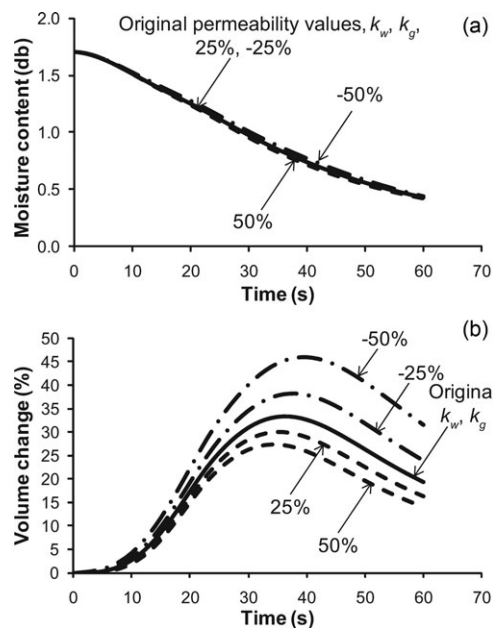 (a)
Original permeability values, kw, kg,
25%, -25%
-50%
50%
Moisture content (db)
2.0
1.5
1.0
0.5
0.0
0 10 20 30 40 50 60 70
Time (s)
(b)
-50%
-25%
Origina
kw, kg
25%
50%
Volume change (%)
50
45
40
35
30
25
20
15
10
5
0
0 10 20 30 40 50 60 70
Time (s)